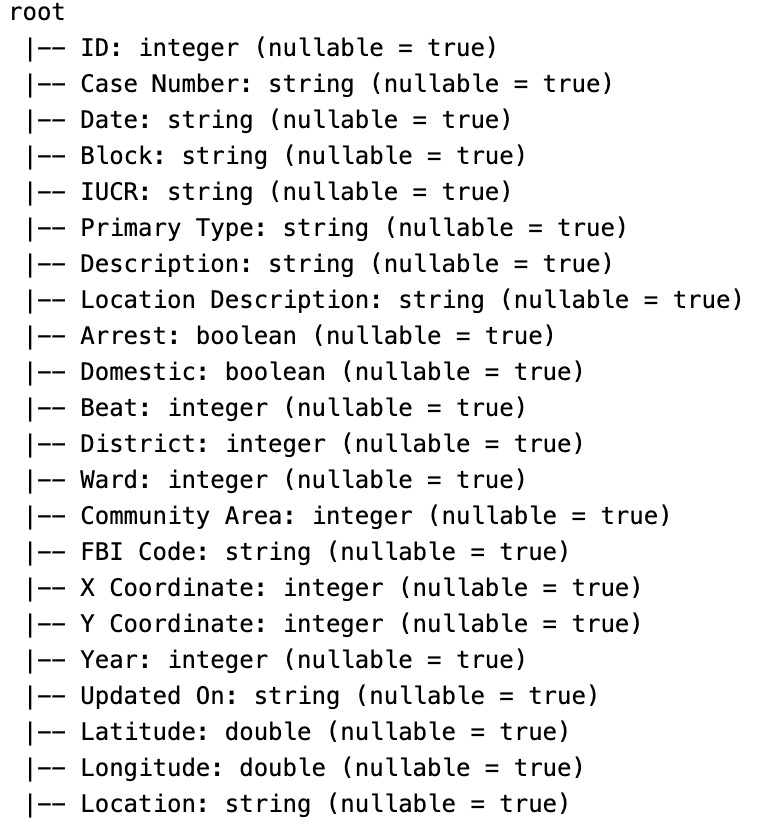 root
 |-- ID: integer (nullable = true)
 |-- Case Number: string (nullable = true)
 |-- Date: string (nullable = true)
 |-- Block: string (nullable = true)
 |-- IUCR: string (nullable = true)
 |-- Primary Type: string (nullable = true)
 |-- Description: string (nullable = true)
 |-- Location Description: string (nullable = true)
 |-- Arrest: boolean (nullable = true)
 |-- Domestic: boolean (nullable = true)
 |-- Beat: integer (nullable = true)
 |-- District: integer (nullable = true)
 |-- Ward: integer (nullable = true)
 |-- Community Area: integer (nullable = true)
 |-- FBI Code: string (nullable = true)
 |-- X Coordinate: integer (nullable = true)
 |-- Y Coordinate: integer (nullable = true)
 |-- Year: integer (nullable = true)
 |-- Updated On: string (nullable = true)
 |-- Latitude: double (nullable = true)
 |-- Longitude: double (nullable = true)
 |-- Location: string (nullable = true)